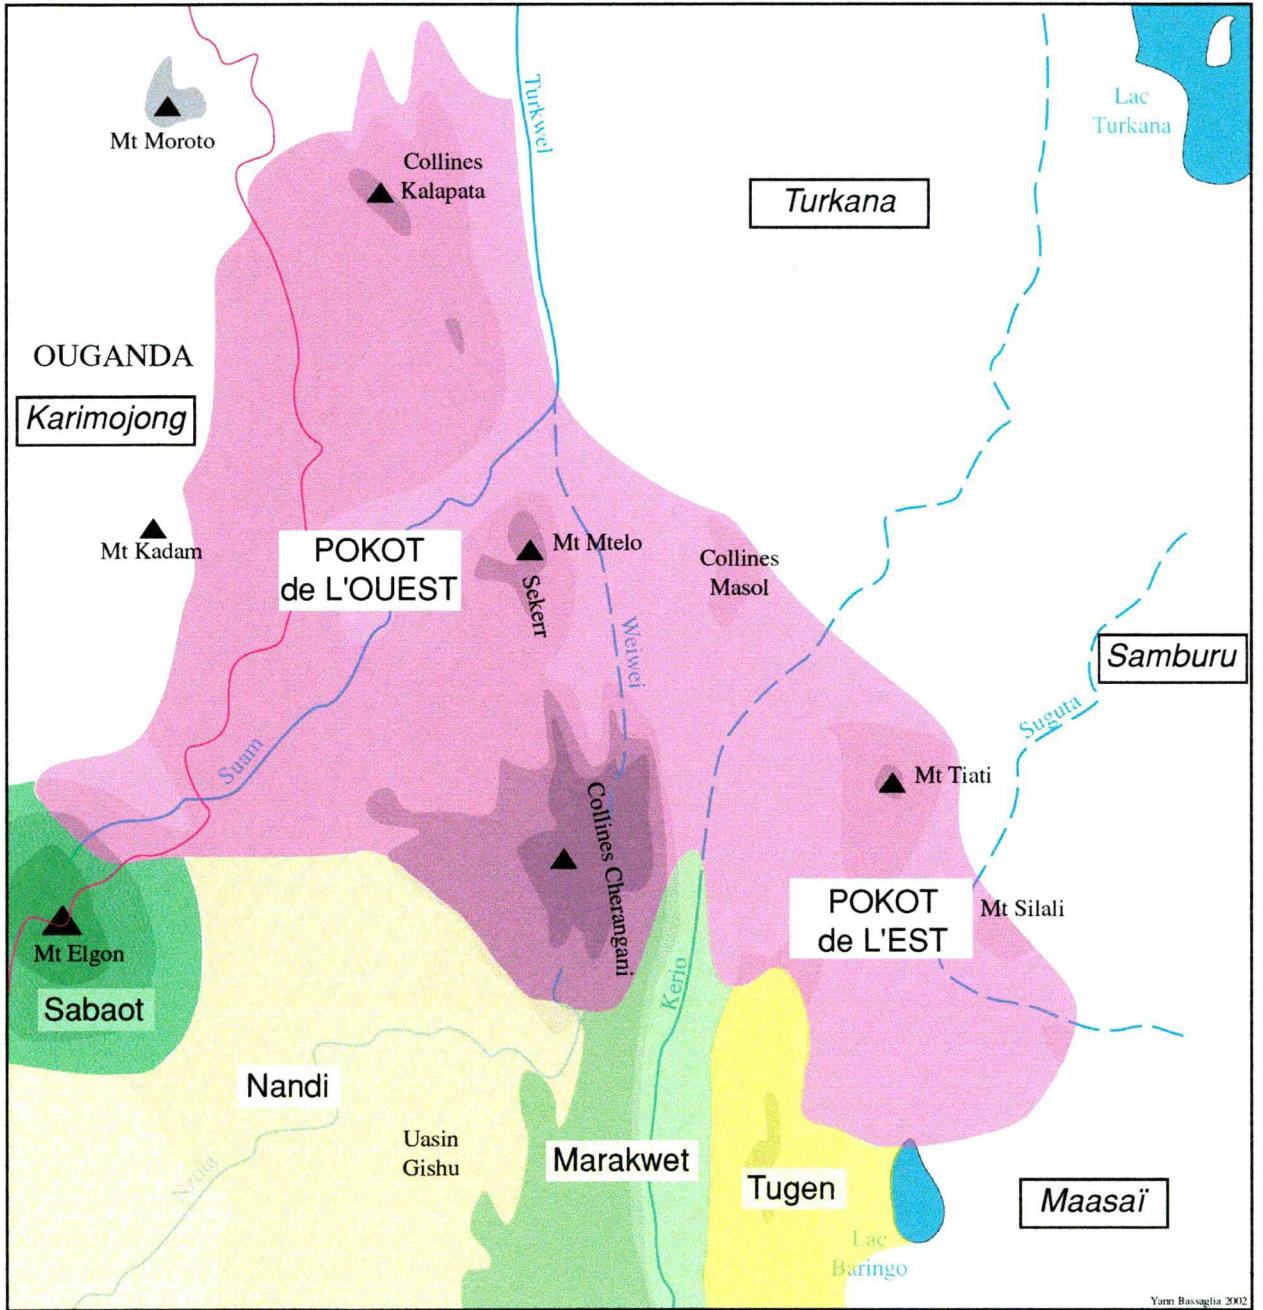 Turkwel
Lac
Turkana
Mt Moroto
Collines
Kalapata
Turkana
OUGANDA
Karimojong
Mt Kadam
POKOT
de L'OUEST
Mt Mtelo
Sekerr
Collines
Masol
Weiwei
Samburu
Suguta
Suam
Mt Tiati
Collines Cherangani
POKOT
de L'EST
Mt Silali
Mt Elgon
Kerio
Sabaot
Nandi
Uasin
Gishu
Marakwet
Nzoia
Tugen
Maasaï
Lac
Baringo
Yann Bassaglia 2002